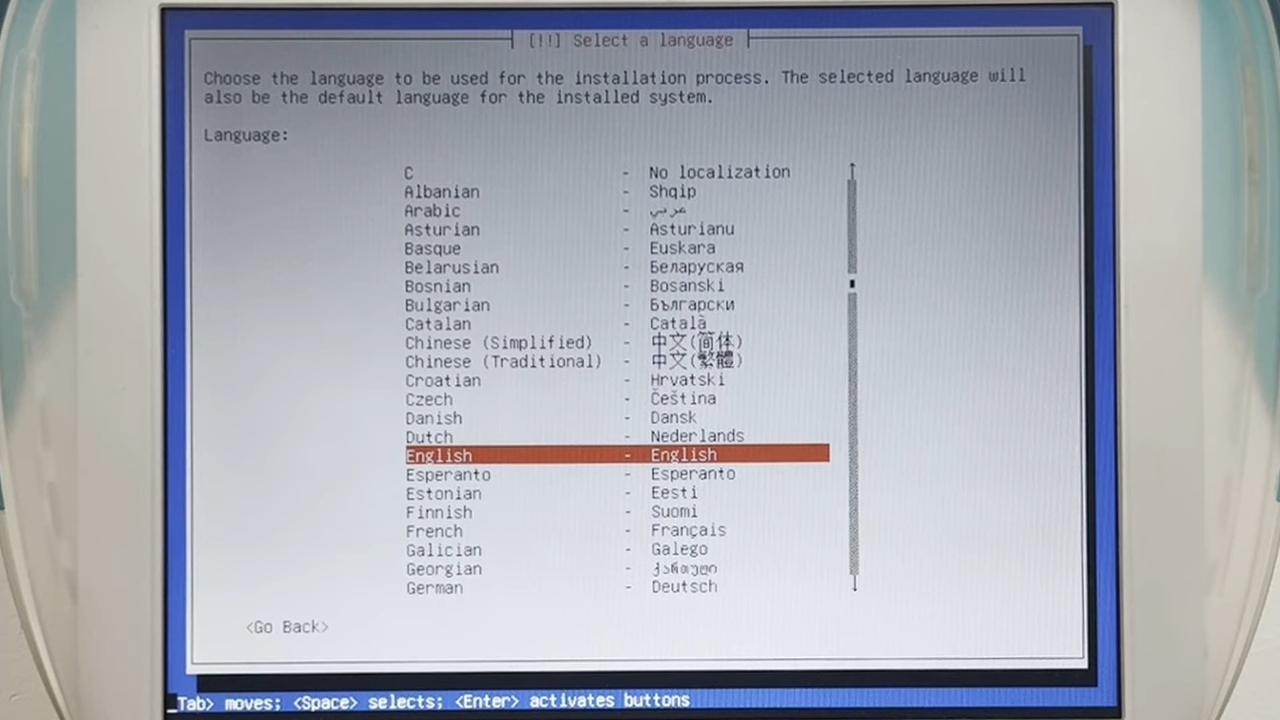 [!!] Select a language
Choose the language to be used for the installation process. The selected language will
also be the default language for the installed system.
Language:
C - No localization
Albanian - Shqip
Arabic - عربي
Asturian - Asturianu
Basque - Euskara
Belarusian - Беларуская
Bosnian - Bosanski
Bulgarian - Български
Catalan - Català
Chinese (Simplified) - 中文(简体)
Chinese (Traditional) - 中文(繁體)
Croatian - Hrvatski
Czech - Čeština
Danish - Dansk
Dutch - Nederlands
English - English
Esperanto - Esperanto
Estonian - Eesti
Finnish - Suomi
French - Français
Galician - Galego
Georgian - ქართული
German - Deutsch
<Go Back>
Tab> moves; <Space> selects; <Enter> activates buttons